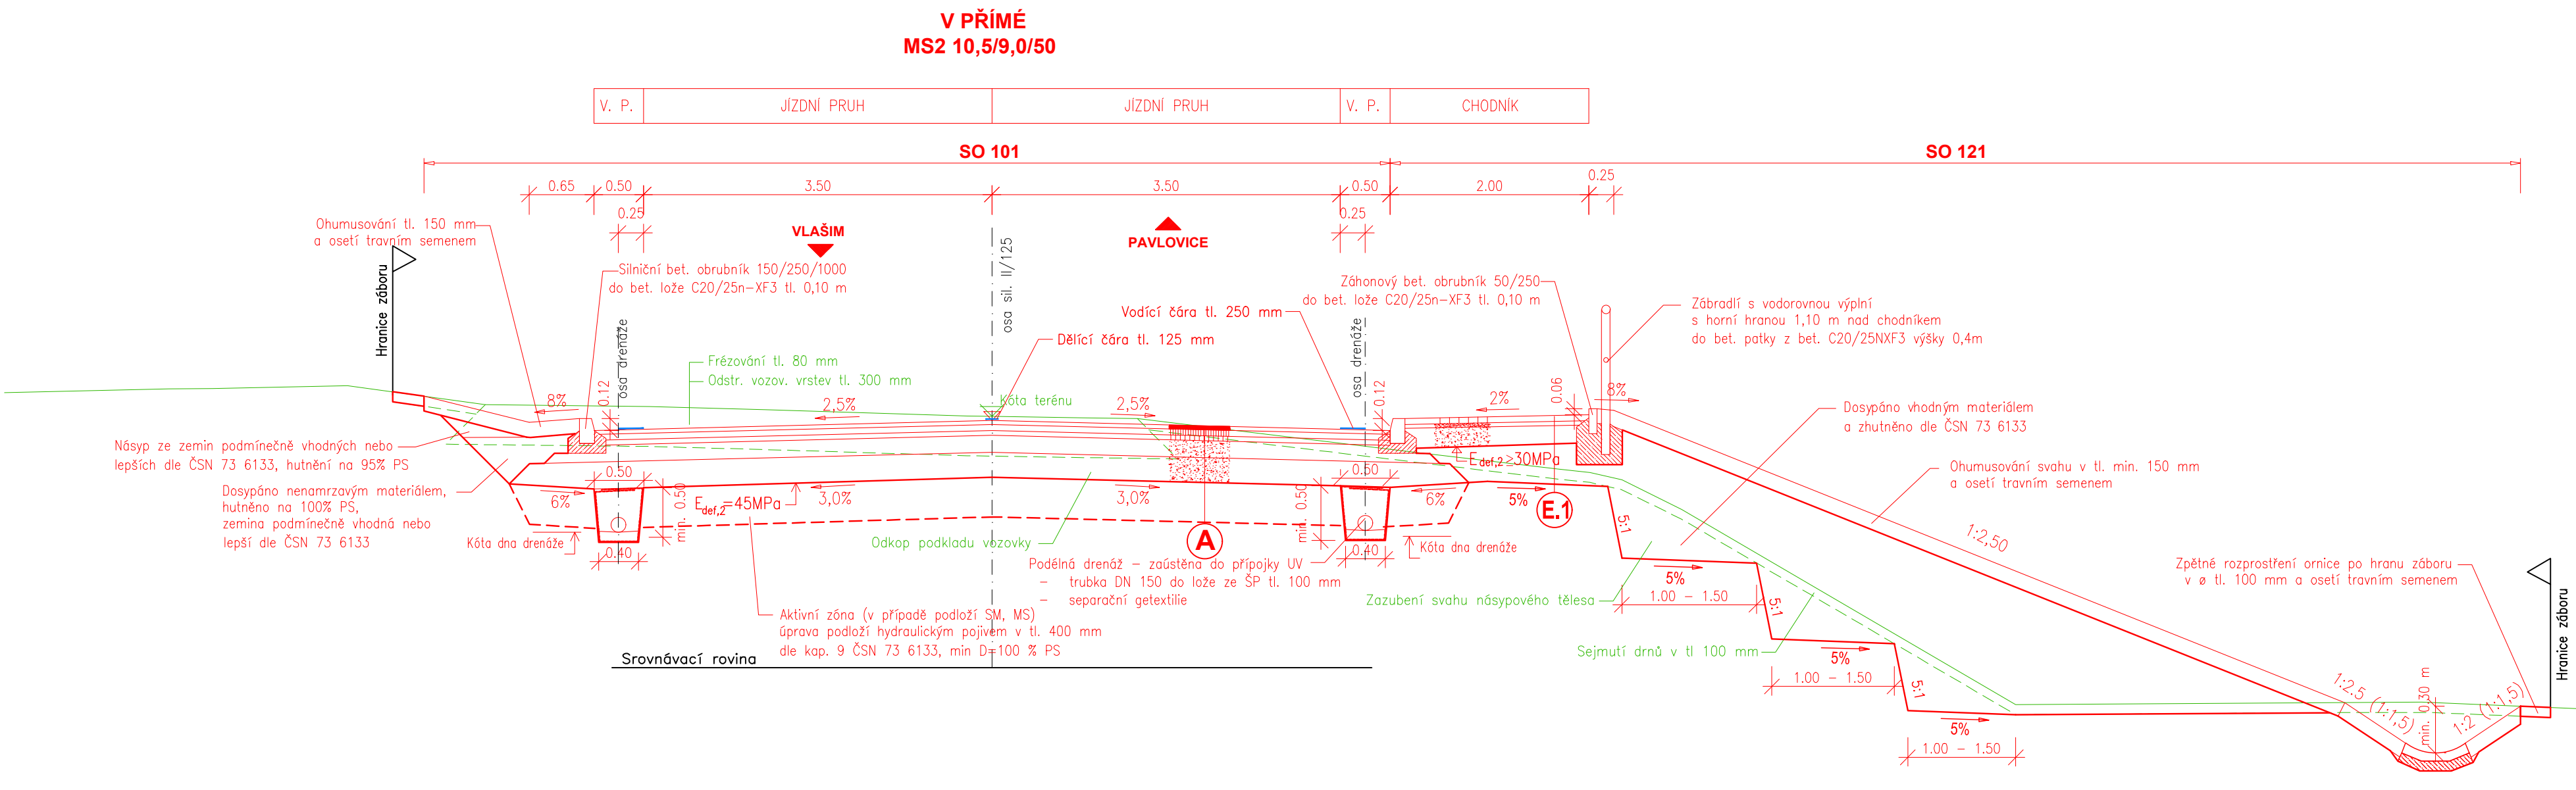 V PŘÍMÉ
MS2 10,5/9,0/50
V. P.
JÍZDNÍ PRUH
JÍZDNÍ PRUH
V. P.
CHODNÍK
SO 101
SO 121
0.65
0.50
3.50
3.50
0.50
2.00
0.25
0.25
0.25
Ohumusování tl. 150 mm
a osetí travním semenem
VLAŠIM
PAVLOVICE
Hranice záboru
Silniční bet. obrubník 150/250/1000
do bet. lože C20/25n-XF3 tl. 0,10 m
osa sil. II/125
Záhonový bet. obrubník 50/250
do bet. lože C20/25n-XF3 tl. 0,10 m
Vodící čára tl. 250 mm
Dělící čára tl. 125 mm
Zábradlí s vodorovnou výplní
s horní hranou 1,10 m nad chodníkem
do bet. patky z bet. C20/25NXF3 výšky 0,4m
osa drenáže
osa drenáže
Frézování tl. 80 mm
Odstr. vozov. vrstev tl. 300 mm
Kóta terénu
8%
0.12
2,5%
2,5%
0.12
2%
0.06
8%
Dosypáno vhodným materiálem
a zhutněno dle ČSN 73 6133
Násyp ze zemin podmínečně vhodných nebo
lepších dle ČSN 73 6133, hutnění na 95% PS
Edef,2≥30MPa
Ohumusování svahu v tl. min. 150 mm
a osetí travním semenem
Dosypáno nenamrzavým materiálem,
hutněno na 100% PS,
zemina podmínečně vhodná nebo
lepší dle ČSN 73 6133
6%
0.50
min. 0.50
Edef,2=45MPa
3,0%
3,0%
0.50
min. 0.50
6%
5%
E.1
5:1
1:2,50
Kóta dna drenáže
0.40
Odkop podkladu vozovky
A
0.40
Kóta dna drenáže
Podélná drenáž - zaústěna do přípojky UV
- trubka DN 150 do lože ze ŠP tl. 100 mm
- separační getextilie
5%
Zazubení svahu násypového tělesa
1.00 - 1.50
5:1
Zpětné rozprostření ornice po hranu záboru
v ø tl. 100 mm a osetí travním semenem
Hranice záboru
Aktivní zóna (v případě podloží SM, MS)
úprava podloží hydraulickým pojivem v tl. 400 mm
dle kap. 9 ČSN 73 6133, min D=100 % PS
Srovnávací rovina
Sejmutí drnů v tl 100 mm
5%
1.00 - 1.50
5:1
5%
1.00 - 1.50
1:2.5 (1:1,5)
min. 0.30 m
1:2 (1:1,5)